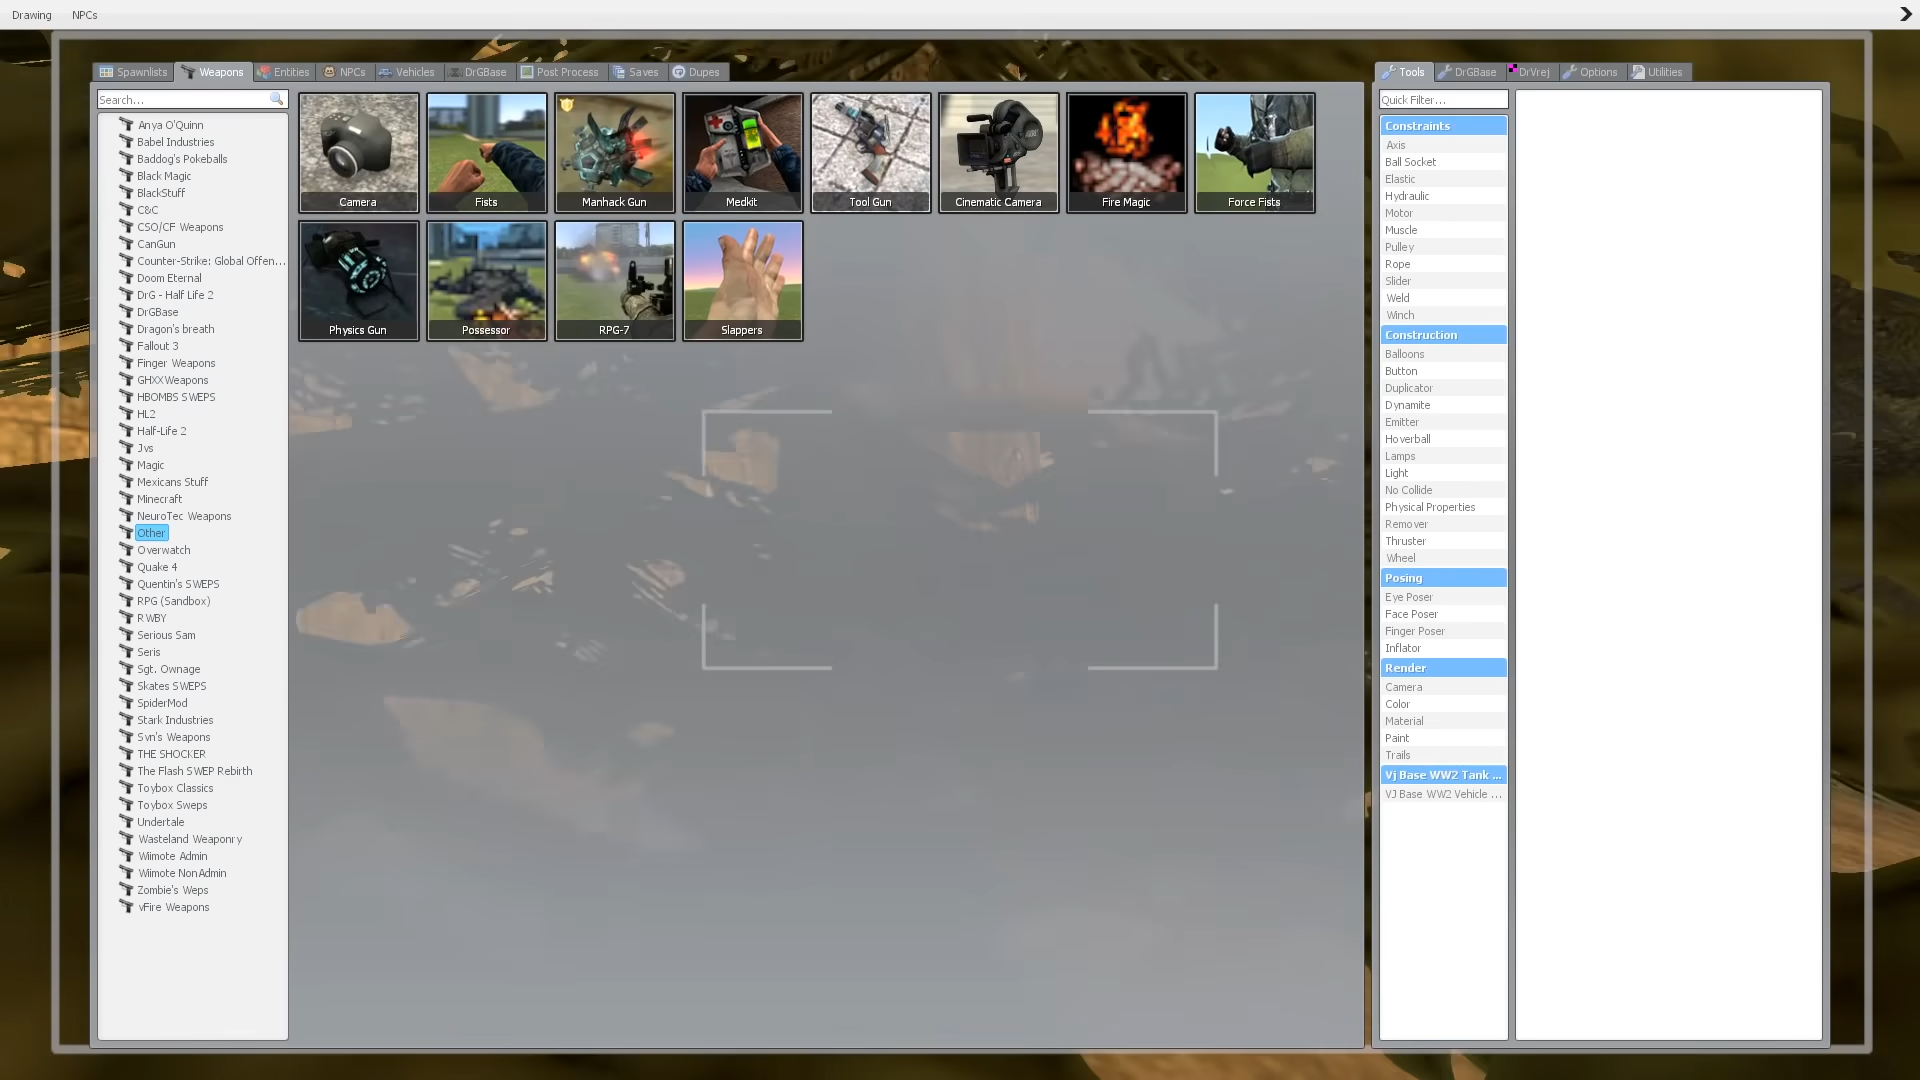 Drawing NPCs
Spawnlists Weapons Entities NPCs Vehicles DrGBase Post Process Saves Dupes
Tools DrGBase DrVrej Options Utilities
Search...
Anya O'Quinn
Babel Industries
Baddog's Pokeballs
Black Magic
BlackStuff
C&C
CSO/CF Weapons
CanGun
Counter-Strike: Global Offen...
Doom Eternal
DrG - Half Life 2
DrGBase
Dragon's breath
Fallout 3
Finger Weapons
GHXXWeapons
HBOMBS SWEPS
HL2
Half-Life 2
Jvs
Magic
Mexicans Stuff
Minecraft
NeuroTec Weapons
Other
Overwatch
Quake 4
Quentin's SWEPS
RPG (Sandbox)
RWBY
Serious Sam
Seris
Sgt. Ownage
Skates SWEPS
SpiderMod
Stark Industries
Svn's Weapons
THE SHOCKER
The Flash SWEP Rebirth
Toybox Classics
Toybox Sweps
Undertale
Wasteland Weaponry
Wiimote Admin
Wiimote NonAdmin
Zombie's Weps
vFire Weapons
Camera Fists Manhack Gun Medkit Tool Gun Cinematic Camera Fire Magic Force Fists
Physics Gun Possessor RPG-7 Slappers
Quick Filter...
Constraints
Axis
Ball Socket
Elastic
Hydraulic
Motor
Muscle
Pulley
Rope
Slider
Weld
Winch
Construction
Balloons
Button
Duplicator
Dynamite
Emitter
Hoverball
Lamps
Light
No Collide
Physical Properties
Remover
Thruster
Wheel
Posing
Eye Poser
Face Poser
Finger Poser
Inflator
Render
Camera
Color
Material
Paint
Trails
Vj Base WW2 Tank ...
VJ Base WW2 Vehicle ...